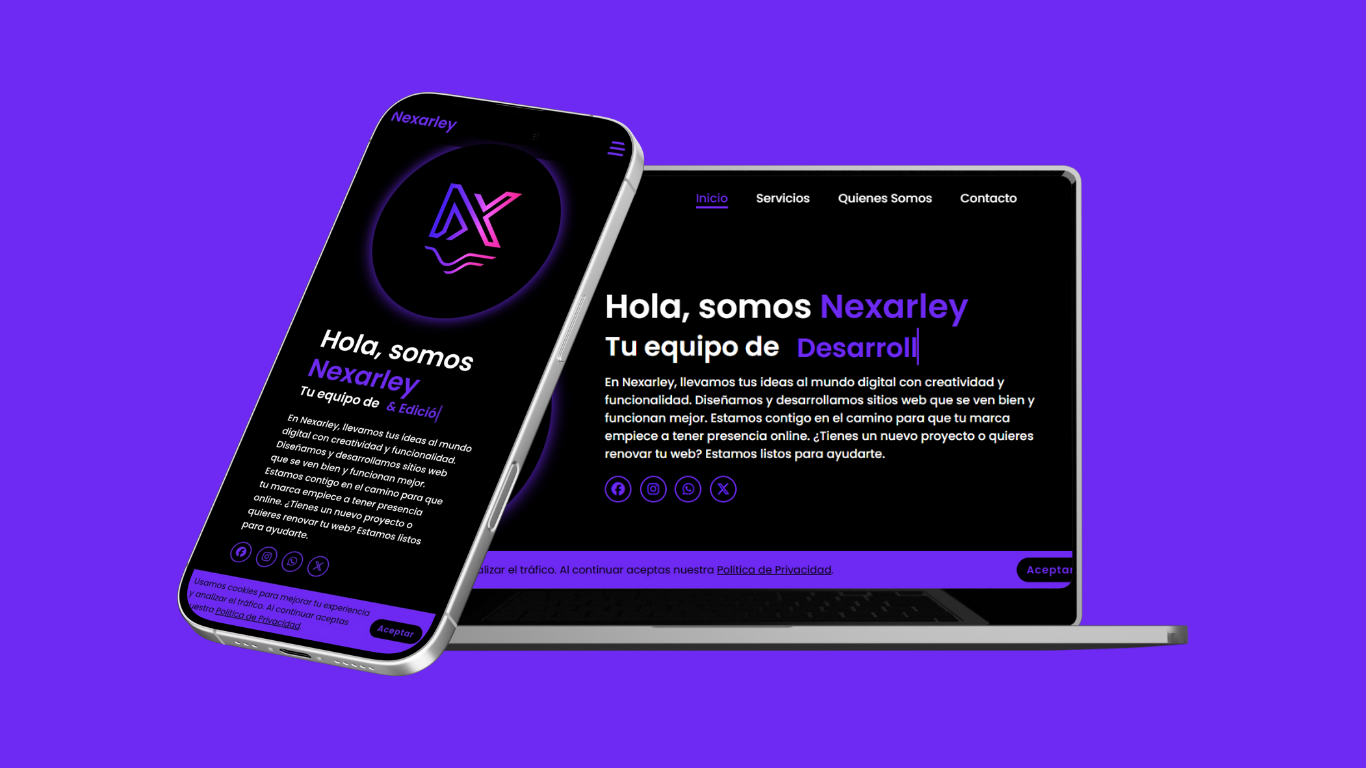 Nexarley
Hola, somos
Nexarley
Tu equipo de & Edició
En Nexarley, llevamos tus ideas al mundo
digital con creatividad y funcionalidad.
Diseñamos y desarrollamos sitios web
que se ven bien y funcionan mejor.
Estamos contigo en el camino para que
tu marca empiece a tener presencia
online. ¿Tienes un nuevo proyecto o
quieres renovar tu web? Estamos listos
para ayudarte.
Usamos cookies para mejorar tu experiencia
y analizar el tráfico. Al continuar aceptas
uestra Política de Privacidad.
Aceptar
Inicio Servicios Quienes Somos Contacto
Hola, somos Nexarley
Tu equipo de Desarroll
En Nexarley, llevamos tus ideas al mundo digital con creatividad y
funcionalidad. Diseñamos y desarrollamos sitios web que se ven bien y
funcionan mejor. Estamos contigo en el camino para que tu marca
empiece a tener presencia online. ¿Tienes un nuevo proyecto o quieres
renovar tu web? Estamos listos para ayudarte.
alizar el tráfico. Al continuar aceptas nuestra Política de Privacidad.
Aceptar